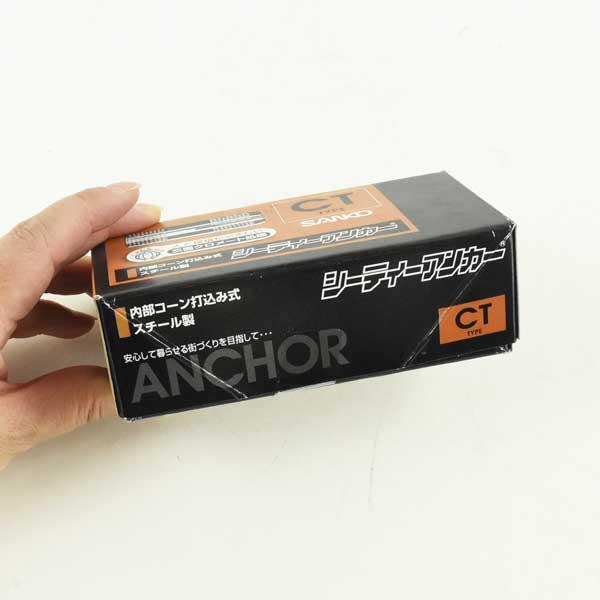 CT
TYPE
SANKO
シーティーアンカー
内部コーン打込み式
スチール製
シーティーアンカー
内部コーン打込み式
スチール製
CT
TYPE
安心して暮らせる街づくりを目指して・・・
ANCHOR